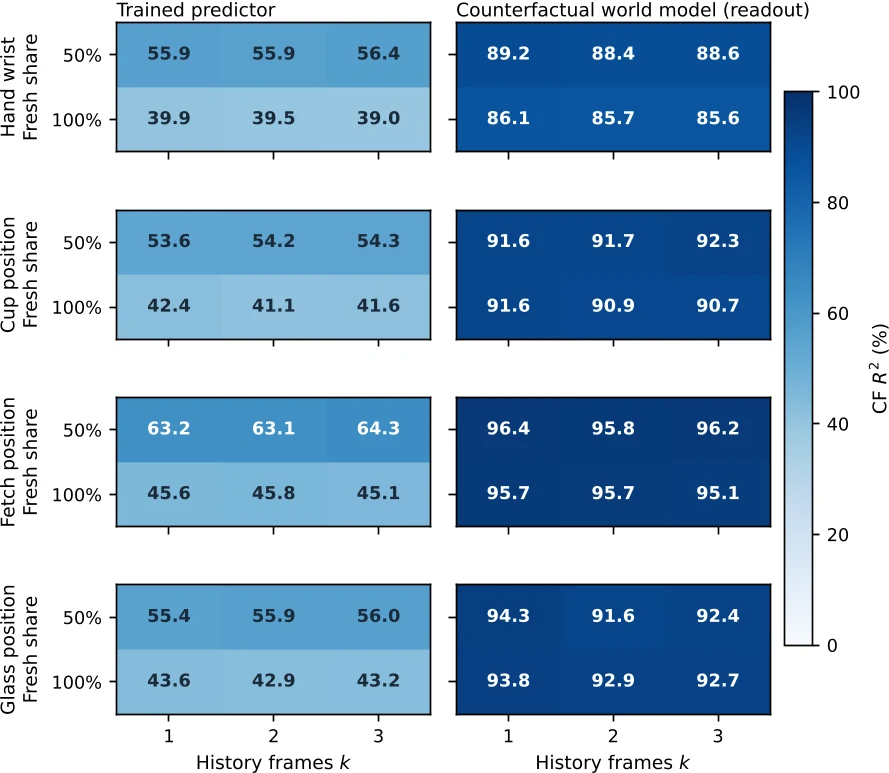 Trained predictor
Counterfactual world model (readout)
Hand wrist
Fresh share
50%
55.9 55.9 56.4
89.2 88.4 88.6
100%
39.9 39.5 39.0
86.1 85.7 85.6
Cup position
Fresh share
50%
53.6 54.2 54.3
91.6 91.7 92.3
100%
42.4 41.1 41.6
91.6 90.9 90.7
Fetch position
Fresh share
50%
63.2 63.1 64.3
96.4 95.8 96.2
100%
45.6 45.8 45.1
95.7 95.7 95.1
Glass position
Fresh share
50%
55.4 55.9 56.0
94.3 91.6 92.4
100%
43.6 42.9 43.2
93.8 92.9 92.7
1 2 3
1 2 3
History frames k
History frames k
100
80
60
40
20
0
CF R² (%)